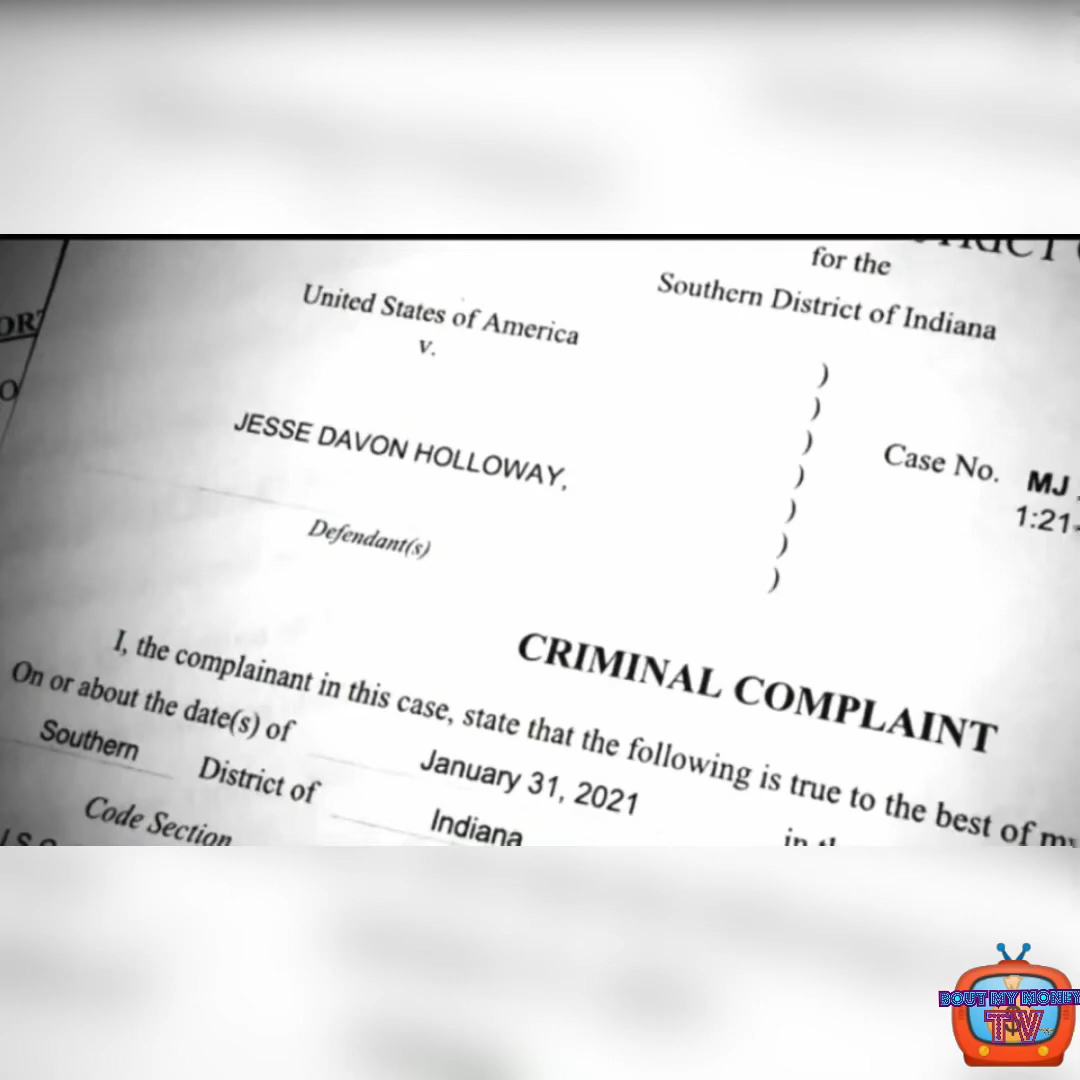 for the
Southern District of Indiana
United States of America
v.
JESSE DAVON HOLLOWAY,
Defendant(s)
)
)
)
)
)
)
)
Case No.
MJ
1:21-
CRIMINAL COMPLAINT
I, the complainant in this case, state that the following is true to the best of
On or about the date(s) of January 31, 2021
Southern District of Indiana
Code Section
BOUT MY MONEY
TV